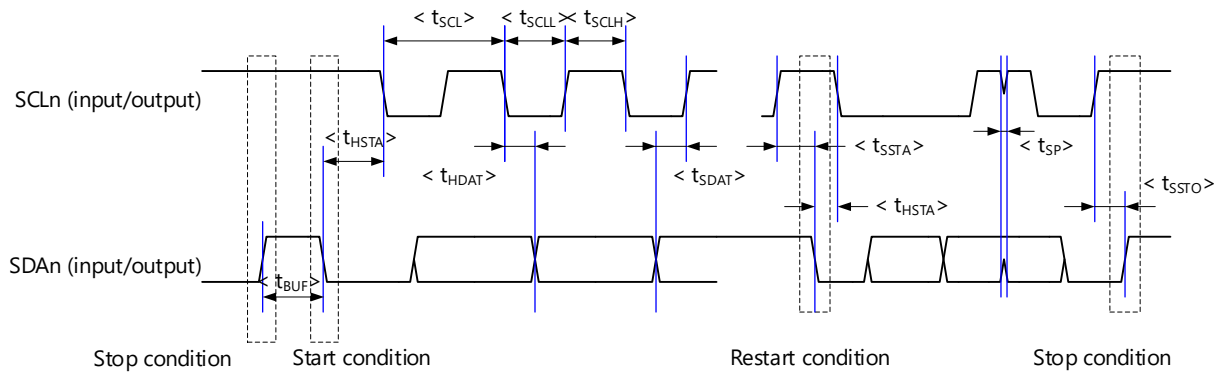 < tSCL> < tSCLL>< tSCLH>
SCLn (input/output)
< tHSTA> < tSSTA> < tSP>
< tHDAT> < tSDAT> < tSSTO>
< tHSTA>
SDAn (input/output)
< tBUF>
Stop condition Start condition Restart condition Stop condition